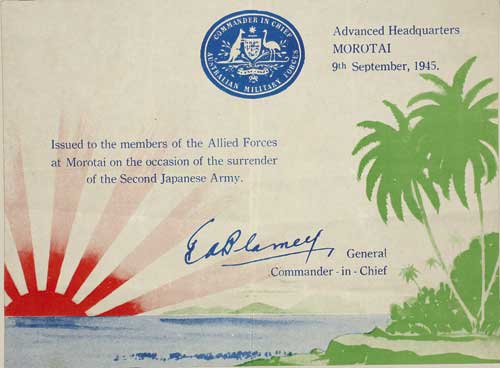 COMMANDER IN CHIEF
AUSTRALIAN MILITARY FORCES
Advanced Headquarters
MOROTAI
9th September, 1945.
Issued to the members of the Allied Forces
at Morotai on the occasion of the surrender
of the Second Japanese Army.
TABlamey
General
Commander - in - Chief